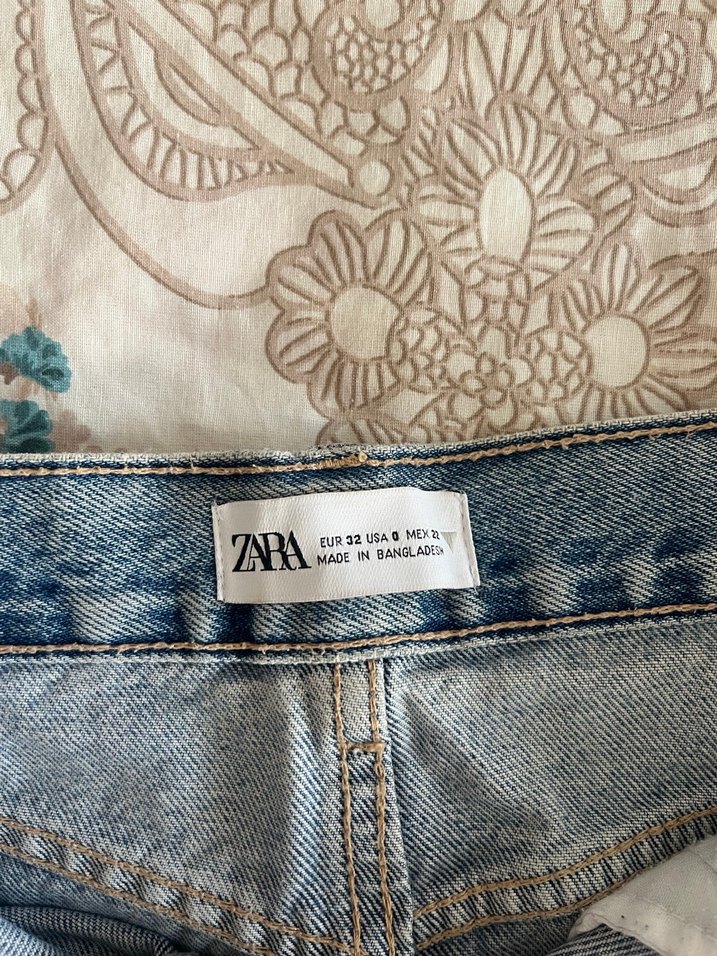 ZARA
EUR 32 USA 0 MEX 22
MADE IN BANGLADESH